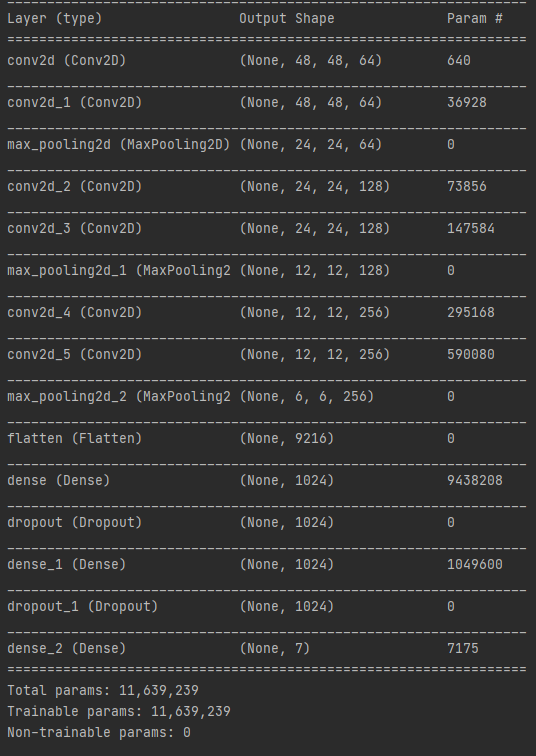 Layer (type) Output Shape Param #
=================================================================
conv2d (Conv2D) (None, 48, 48, 64) 640
_________________________________________________________________
conv2d_1 (Conv2D) (None, 48, 48, 64) 36928
_________________________________________________________________
max_pooling2d (MaxPooling2D) (None, 24, 24, 64) 0
_________________________________________________________________
conv2d_2 (Conv2D) (None, 24, 24, 128) 73856
_________________________________________________________________
conv2d_3 (Conv2D) (None, 24, 24, 128) 147584
_________________________________________________________________
max_pooling2d_1 (MaxPooling2 (None, 12, 12, 128) 0
_________________________________________________________________
conv2d_4 (Conv2D) (None, 12, 12, 256) 295168
_________________________________________________________________
conv2d_5 (Conv2D) (None, 12, 12, 256) 590080
_________________________________________________________________
max_pooling2d_2 (MaxPooling2 (None, 6, 6, 256) 0
_________________________________________________________________
flatten (Flatten) (None, 9216) 0
_________________________________________________________________
dense (Dense) (None, 1024) 9438208
_________________________________________________________________
dropout (Dropout) (None, 1024) 0
_________________________________________________________________
dense_1 (Dense) (None, 1024) 1049600
_________________________________________________________________
dropout_1 (Dropout) (None, 1024) 0
_________________________________________________________________
dense_2 (Dense) (None, 7) 7175
=================================================================
Total params: 11,639,239
Trainable params: 11,639,239
Non-trainable params: 0